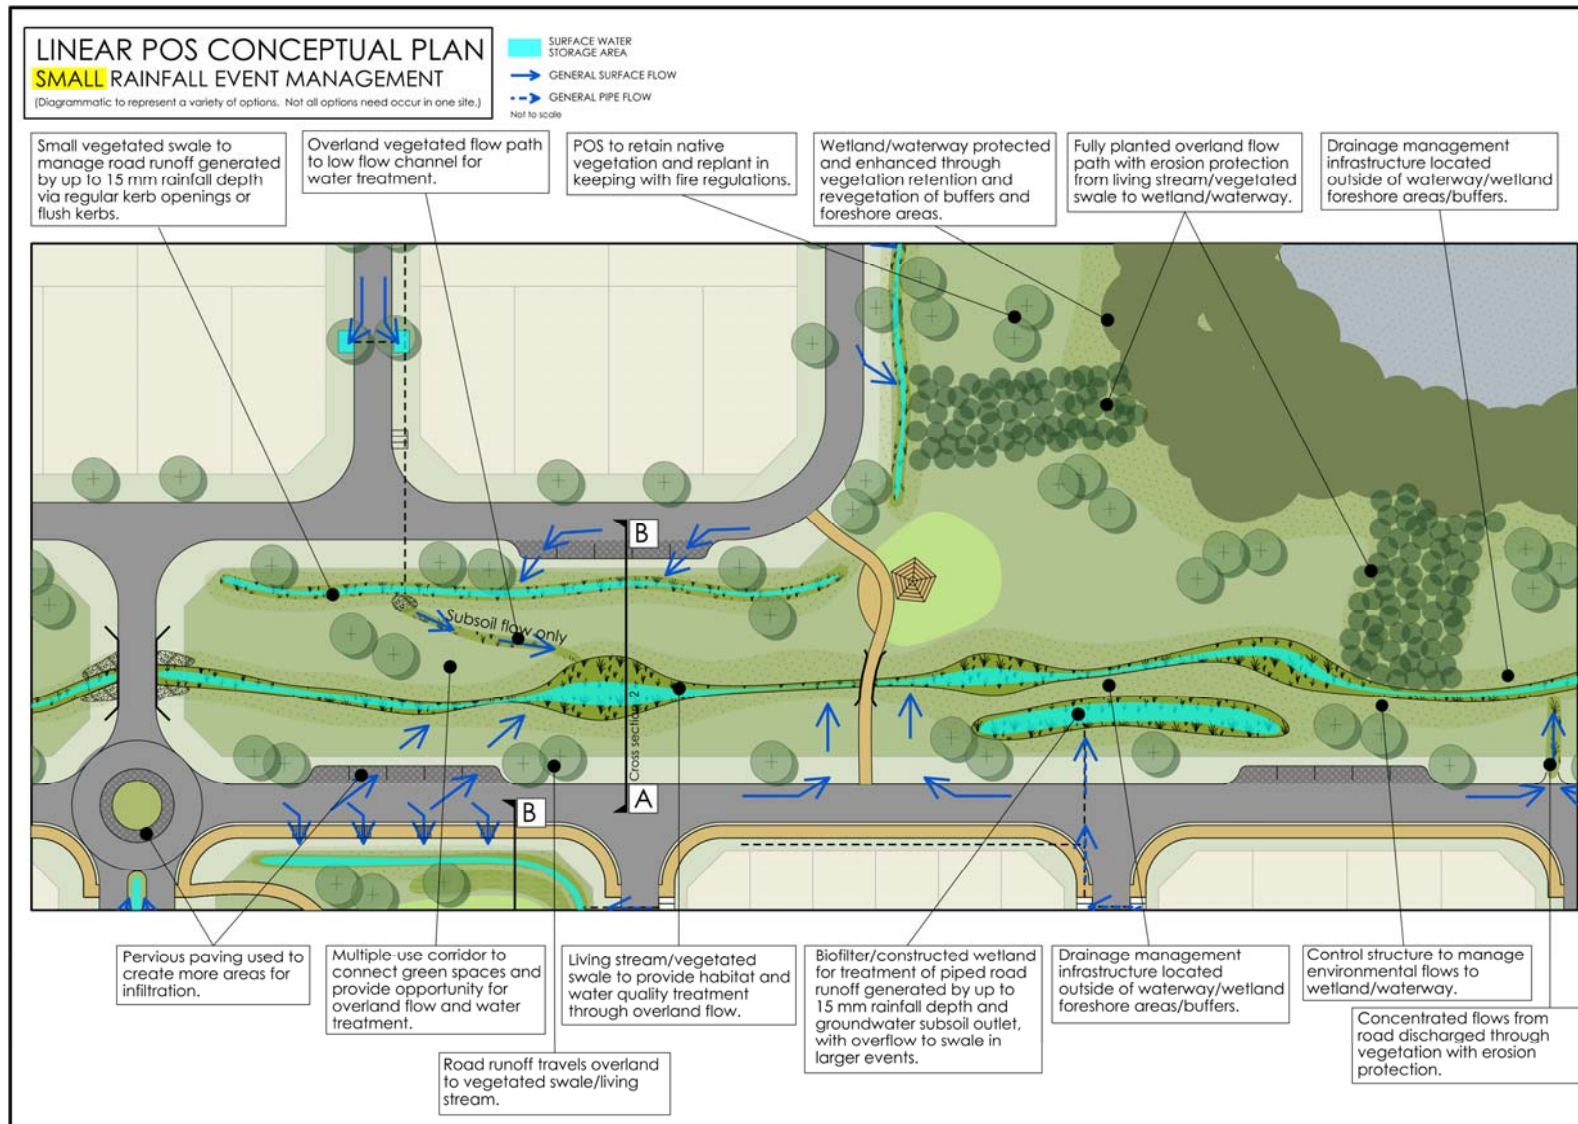 LINEAR POS CONCEPTUAL PLAN
SMALL RAINFALL EVENT MANAGEMENT
(Diagrammatic to represent a variety of options. Not all options need occur in one site.)
SURFACE WATER
STORAGE AREA
GENERAL SURFACE FLOW
GENERAL PIPE FLOW
Not to scale
Small vegetated swale to
manage road runoff generated
by up to 15 mm rainfall depth
via regular kerb openings or
flush kerbs.
Overland vegetated flow path
to low flow channel for
water treatment.
POS to retain native
vegetation and replant in
keeping with fire regulations.
Wetland/waterway protected
and enhanced through
vegetation retention and
revegetation of buffers and
foreshore areas.
Fully planted overland flow
path with erosion protection
from living stream/vegetated
swale to wetland/waterway.
Drainage management
infrastructure located
outside of waterway/wetland
foreshore areas/buffers.
B
Subsoil flow only
Cross section 2
A
B
Pervious paving used to
create more areas for
infiltration.
Multiple-use corridor to
connect green spaces and
provide opportunity for
overland flow and water
treatment.
Road runoff travels overland
to vegetated swale/living
stream.
Living stream/vegetated
swale to provide habitat and
water quality treatment
through overland flow.
Biofilter/constructed wetland
for treatment of piped road
runoff generated by up to
15 mm rainfall depth and
groundwater subsoil outlet,
with overflow to swale in
larger events.
Drainage management
infrastructure located
outside of waterway/wetland
foreshore areas/buffers.
Control structure to manage
environmental flows to
wetland/waterway.
Concentrated flows from
road discharged through
vegetation with erosion
protection.